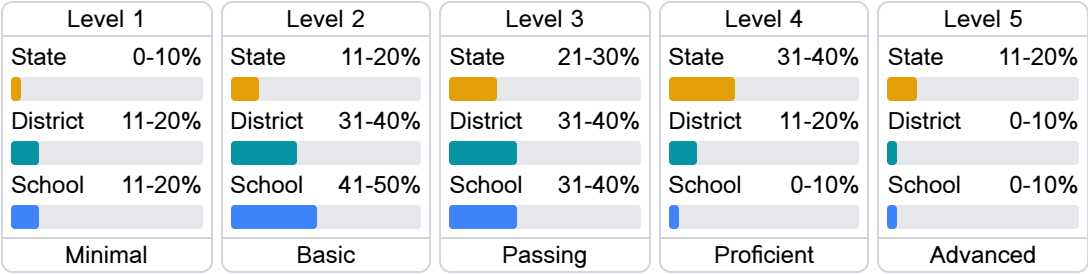 Level 1
State 0-10%
District 11-20%
School 11-20%
Minimal
Level 2
State 11-20%
District 31-40%
School 41-50%
Basic
Level 3
State 21-30%
District 31-40%
School 31-40%
Passing
Level 4
State 31-40%
District 11-20%
School 0-10%
Proficient
Level 5
State 11-20%
District 0-10%
School 0-10%
Advanced